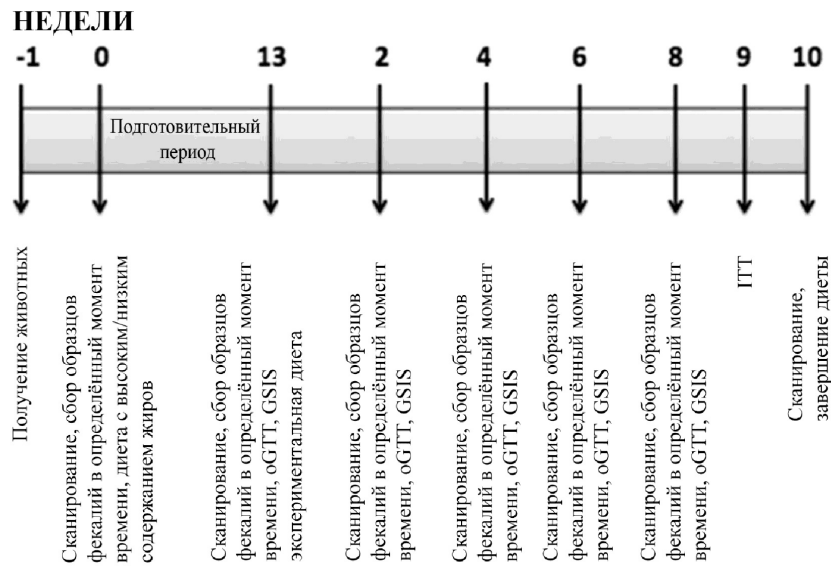 НЕДЕЛИ
-1 0 13 2 4 6 8 9 10
Подготовительный
период
Получение животных
Сканирование, сбор образцов
фекалий в определённый момент
времени, диета с высоким/низким
содержанием жиров
Сканирование, сбор образцов
фекалий в определённый момент
времени, oGTT, GSIS
экспериментальная диета
Сканирование, сбор образцов
фекалий в определённый момент
времени, oGTT, GSIS
Сканирование, сбор образцов
фекалий в определённый момент
времени, oGTT, GSIS
Сканирование, сбор образцов
фекалий в определённый момент
времени, oGTT, GSIS
Сканирование, сбор образцов
фекалий в определённый момент
времени, oGTT, GSIS
ITT
Сканирование,
завершение диеты